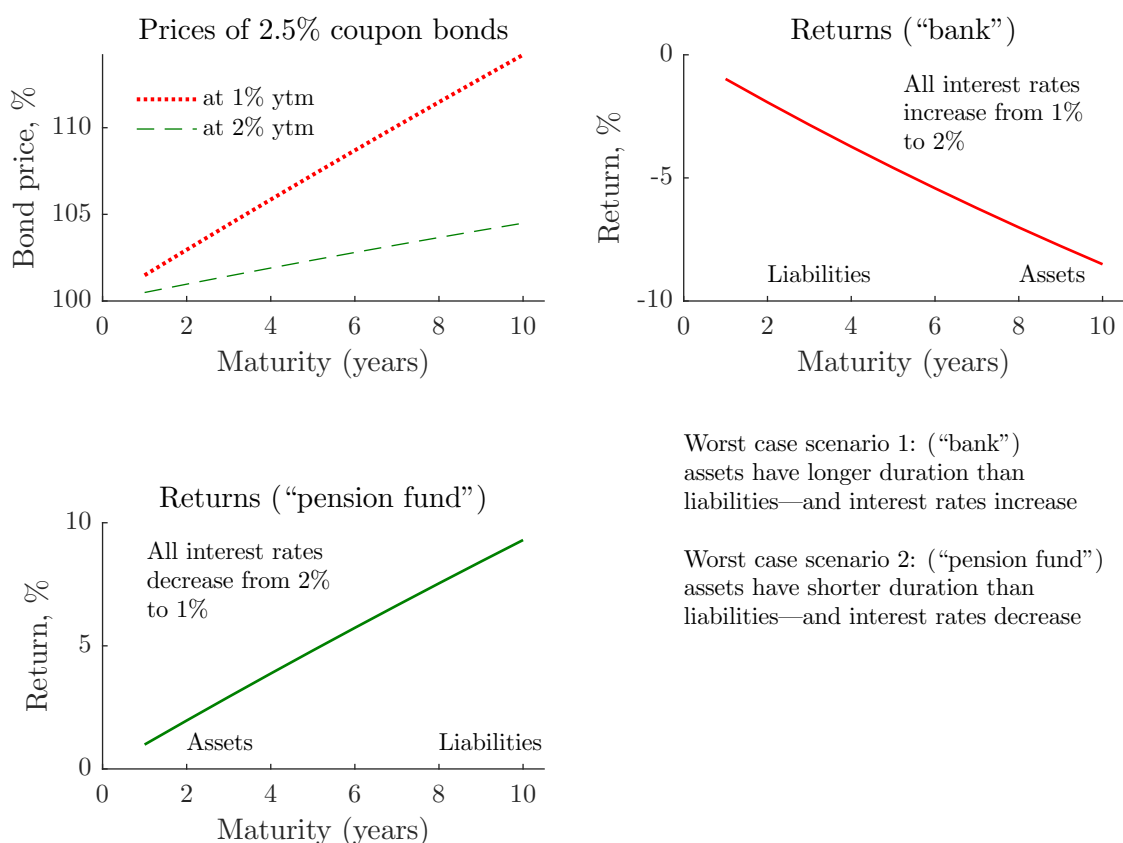 Prices of 2.5% coupon bonds
Bond price, %
110
105
100
at 1% ytm
at 2% ytm
0 2 4 6 8 10
Maturity (years)
Returns (“bank”)
Return, %
0
-5
-10
All interest rates
increase from 1%
to 2%
Liabilities Assets
0 2 4 6 8 10
Maturity (years)
Returns (“pension fund”)
Return, %
10
5
0
All interest rates
decrease from 2%
to 1%
Assets Liabilities
0 2 4 6 8 10
Maturity (years)
Worst case scenario 1: (“bank”)
assets have longer duration than
liabilities—and interest rates increase
Worst case scenario 2: (“pension fund”)
assets have shorter duration than
liabilities—and interest rates decrease